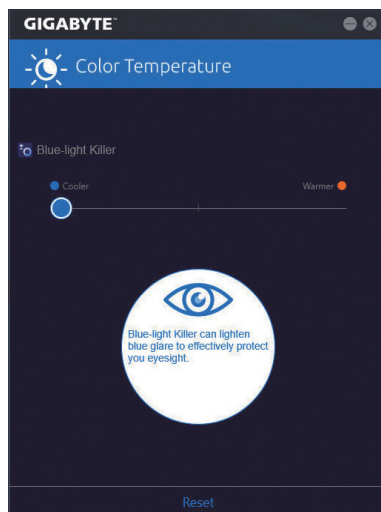 GIGABYTE™
Color Temperature
Blue-light Killer
Cooler Warmer
Blue-light Killer can lighten
blue glare to effectively protect
you eyesight.
Reset